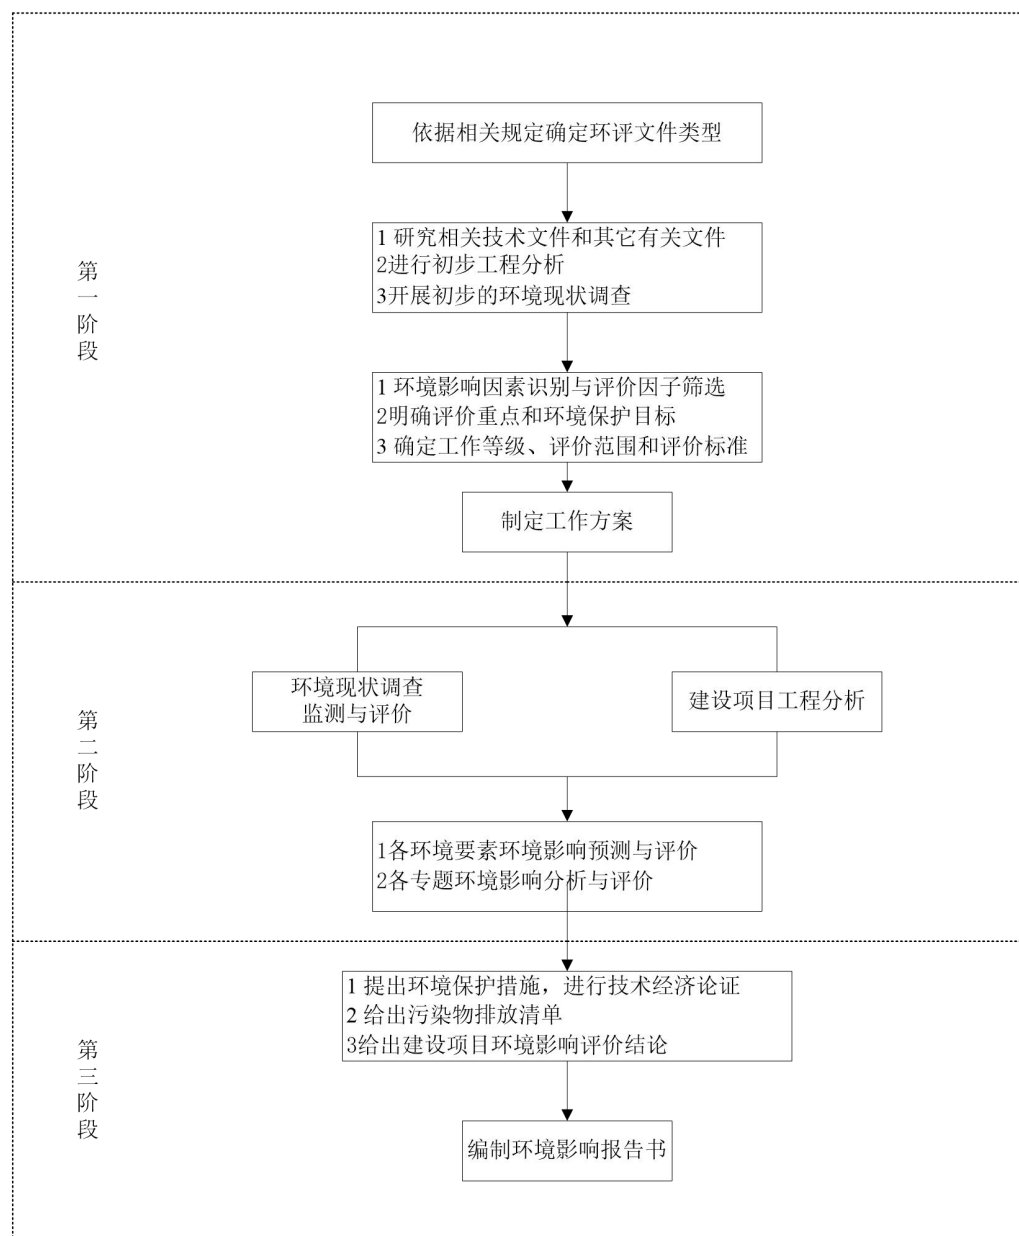 依据相关规定确定环评文件类型
1 研究相关技术文件和其它有关文件
2进行初步工程分析
3开展初步的环境现状调查
第一阶段
1 环境影响因素识别与评价因子筛选
2明确评价重点和环境保护目标
3 确定工作等级、评价范围和评价标准
制定工作方案
环境现状调查
监测与评价
建设项目工程分析
第二阶段
1各环境要素环境影响预测与评价
2各专题环境影响分析与评价
1 提出环境保护措施，进行技术经济论证
2 给出污染物排放清单
3给出建设项目环境影响评价结论
第三阶段
编制环境影响报告书